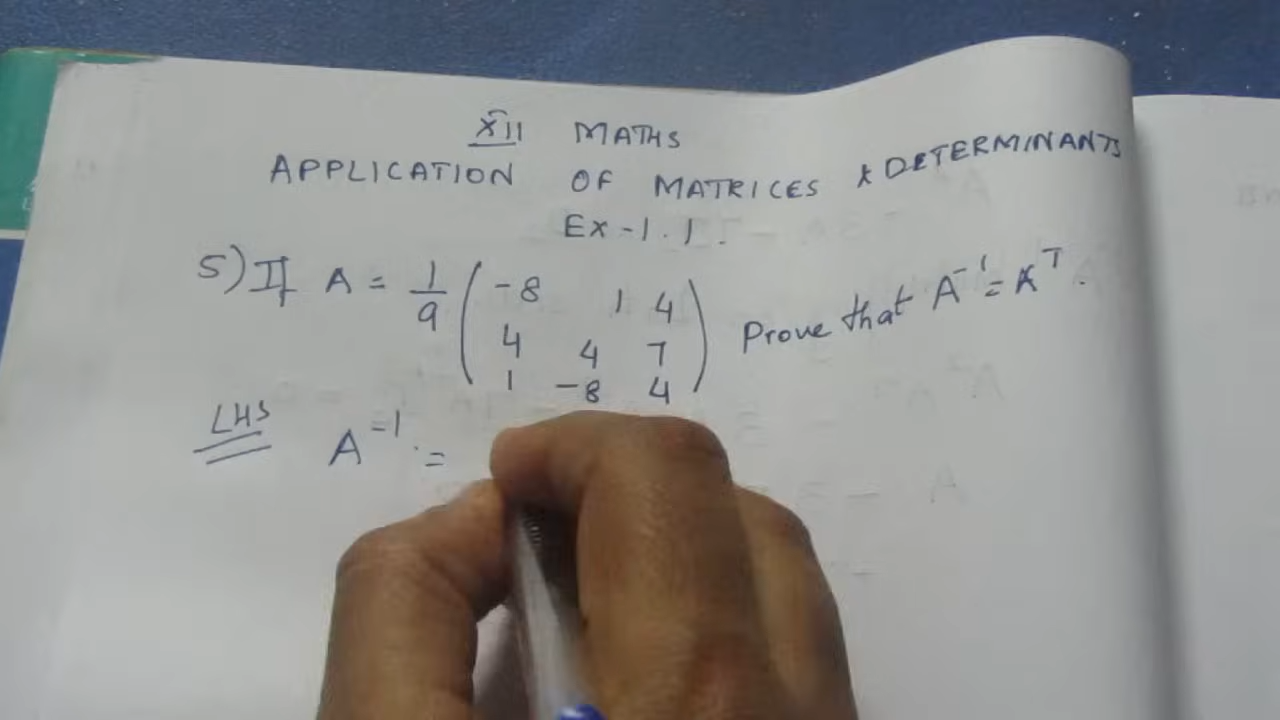 XII MATHS
APPLICATION OF MATRICES & DETERMINANTS
Ex-1.1.
5) If A = 1/9 ( -8 1 4 Prove that A⁻¹ = Aᵀ.
4 4 7
1 -8 4 )
LHS A⁻¹ =